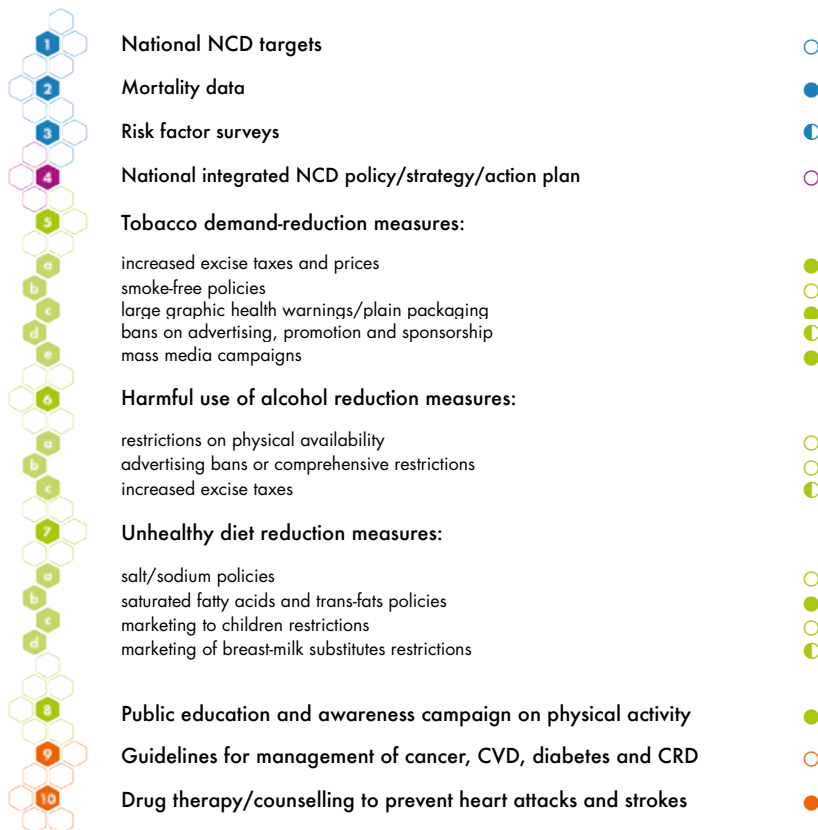 1 National NCD targets
2 Mortality data
3 Risk factor surveys
4 National integrated NCD policy/strategy/action plan
5 Tobacco demand-reduction measures:
a increased excise taxes and prices
b smoke-free policies
c large graphic health warnings/plain packaging
d bans on advertising, promotion and sponsorship
e mass media campaigns
6 Harmful use of alcohol reduction measures:
a restrictions on physical availability
b advertising bans or comprehensive restrictions
c increased excise taxes
7 Unhealthy diet reduction measures:
a salt/sodium policies
b saturated fatty acids and trans-fats policies
c marketing to children restrictions
d marketing of breast-milk substitutes restrictions
8 Public education and awareness campaign on physical activity
9 Guidelines for management of cancer, CVD, diabetes and CRD
10 Drug therapy/counselling to prevent heart attacks and strokes